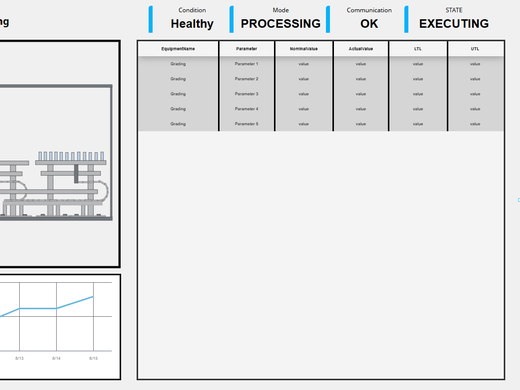 ng
Condition Mode Communication STATE
Healthy PROCESSING OK EXECUTING
EquipmentName Parameter NominalValue ActualValue LTL UTL
Grading Parameter 1 value value value value
Grading Parameter 2 value value value value
Grading Parameter 3 value value value value
Grading Parameter 4 value value value value
Grading Parameter 5 value value value value